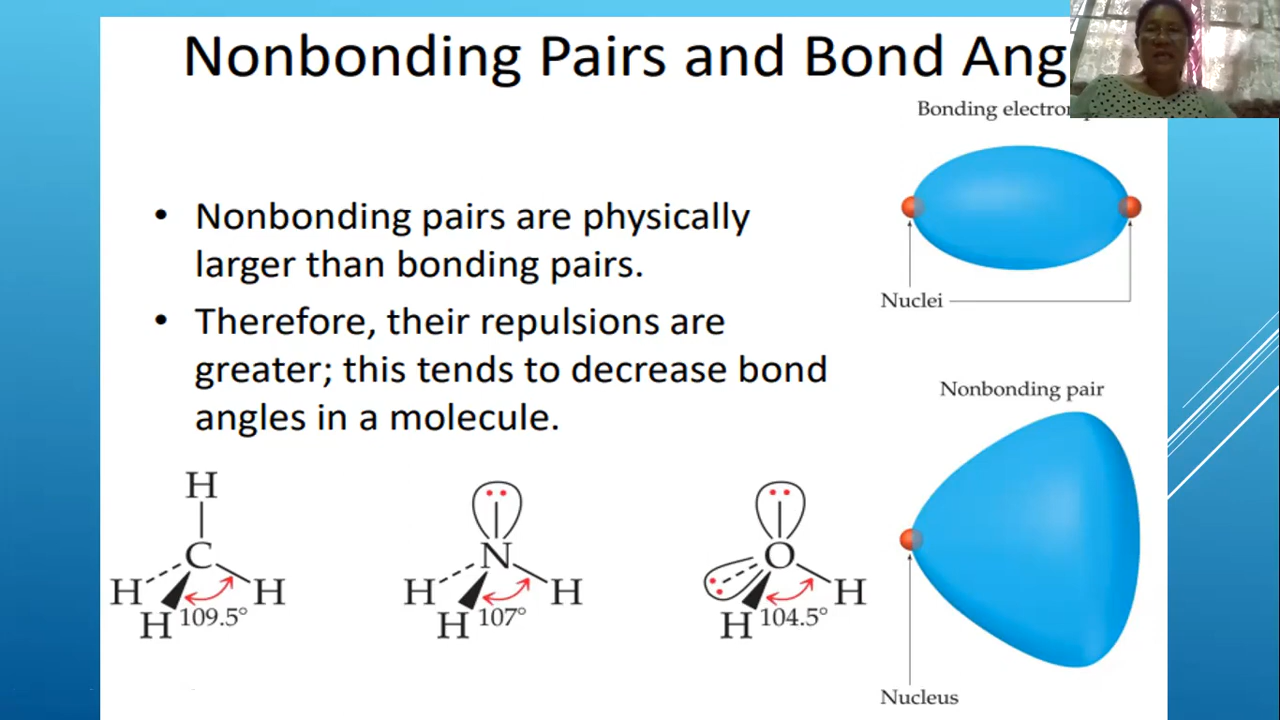 Nonbonding Pairs and Bond Ang
Bonding electron
• Nonbonding pairs are physically
larger than bonding pairs.
• Therefore, their repulsions are
greater; this tends to decrease bond
angles in a molecule.
Nuclei
Nonbonding pair
H
C
H
H
H
109.5°
N
H
H
H
107°
O
H
H
104.5°
Nucleus